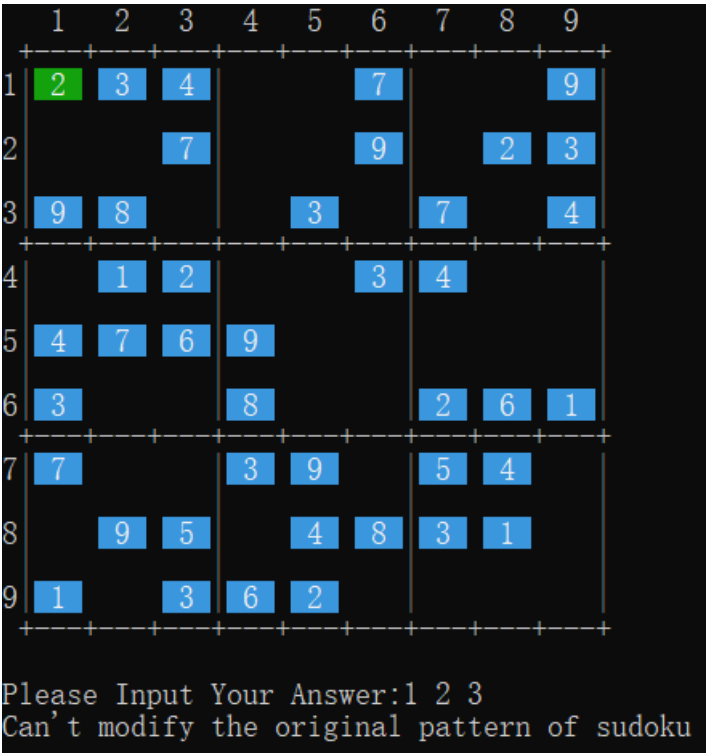 1 2 3 4 5 6 7 8 9
+---+---+---+---+---+---+---+---+---+
1| 2 3 4 | 7 | 9 |
2| 7 | 9 | 2 3 |
3| 9 8 | 3 | 7 4 |
+---+---+---+---+---+---+---+---+---+
4| 1 2 | 3 | 4 |
5| 4 7 6 | 9 | |
6| 3 | 8 | 2 6 1 |
+---+---+---+---+---+---+---+---+---+
7| 7 | 3 9 | 5 4 |
8| 9 5 | 4 8 | 3 1 |
9| 1 3 | 6 2 | |
+---+---+---+---+---+---+---+---+---+
Please Input Your Answer:1 2 3
Can't modify the original pattern of sudoku